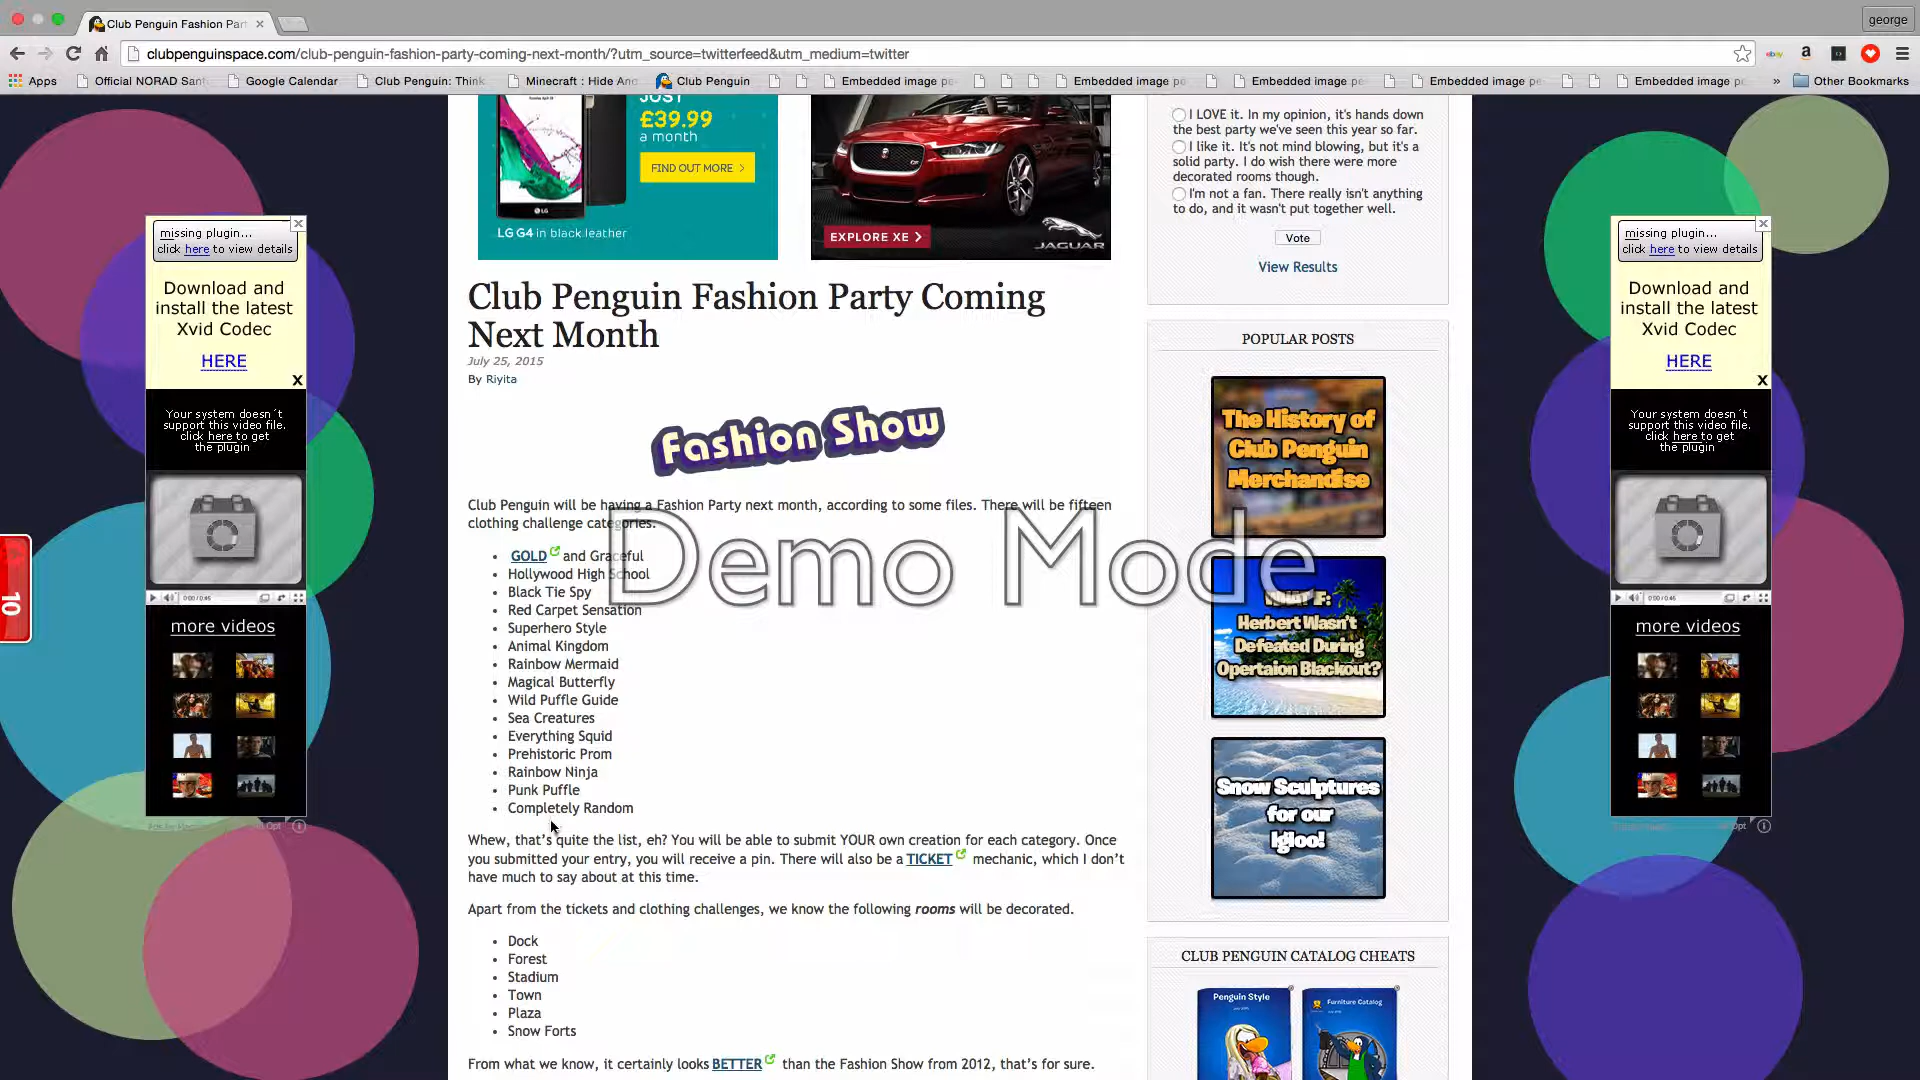 Club Penguin Fashion Part
george
clubpenguinspace.com/club-penguin-fashion-party-coming-next-month/?utm_source=twitterfeed&utm_medium=twitter
Apps
Official NORAD San
Google Calendar
Club Penguin: Think
Minecraft : Hide An
Club Penguin
Embedded image pe
Embedded image pe
Embedded image pe
Embedded image pe
Embedded image pe
» Other Bookmarks
JUST
£39.99
a month
FIND OUT MORE >
LG
LG G4 in black leather
EXPLORE XE >
JAGUAR
I LOVE it. In my opinion, it's hands down
the best party we've seen this year so far.
I like it. It's not mind blowing, but it's a
solid party. I do wish there were more
decorated rooms though.
I'm not a fan. There really isn't anything
to do, and it wasn't put together well.
Vote
View Results
missing plugin...
click here to view details
Download and
install the latest
Xvid Codec
HERE
X
Your system doesn´t
support this video file.
click here to get
the plugin
0:00 / 0:45
more videos
10
Club Penguin Fashion Party Coming
Next Month
July 25, 2015
By Riyita
Fashion Show
Club Penguin will be having a Fashion Party next month, according to some files. There will be fifteen
clothing challenge categories:
• GOLD and Graceful
• Hollywood High School
• Black Tie Spy
• Red Carpet Sensation
• Superhero Style
• Animal Kingdom
• Rainbow Mermaid
• Magical Butterfly
• Wild Puffle Guide
• Sea Creatures
• Everything Squid
• Prehistoric Prom
• Rainbow Ninja
• Punk Puffle
• Completely Random
Demo Mode
Whew, that's quite the list, eh? You will be able to submit YOUR own creation for each category. Once
you submitted your entry, you will receive a pin. There will also be a TICKET mechanic, which I don't
have much to say about at this time.
Apart from the tickets and clothing challenges, we know the following rooms will be decorated.
• Dock
• Forest
• Stadium
• Town
• Plaza
• Snow Forts
From what we know, it certainly looks BETTER than the Fashion Show from 2012, that's for sure.
POPULAR POSTS
The History of
Club Penguin
Merchandise
WHAT IF:
Herbert Wasn't
Defeated During
Opertaion Blackout?
Snow Sculptures
for our
Igloo!
CLUB PENGUIN CATALOG CHEATS
Penguin Style
Furniture Catalog
missing plugin...
click here to view details
Download and
install the latest
Xvid Codec
HERE
X
Your system doesn´t
support this video file.
click here to get
the plugin
0:00 / 0:45
more videos